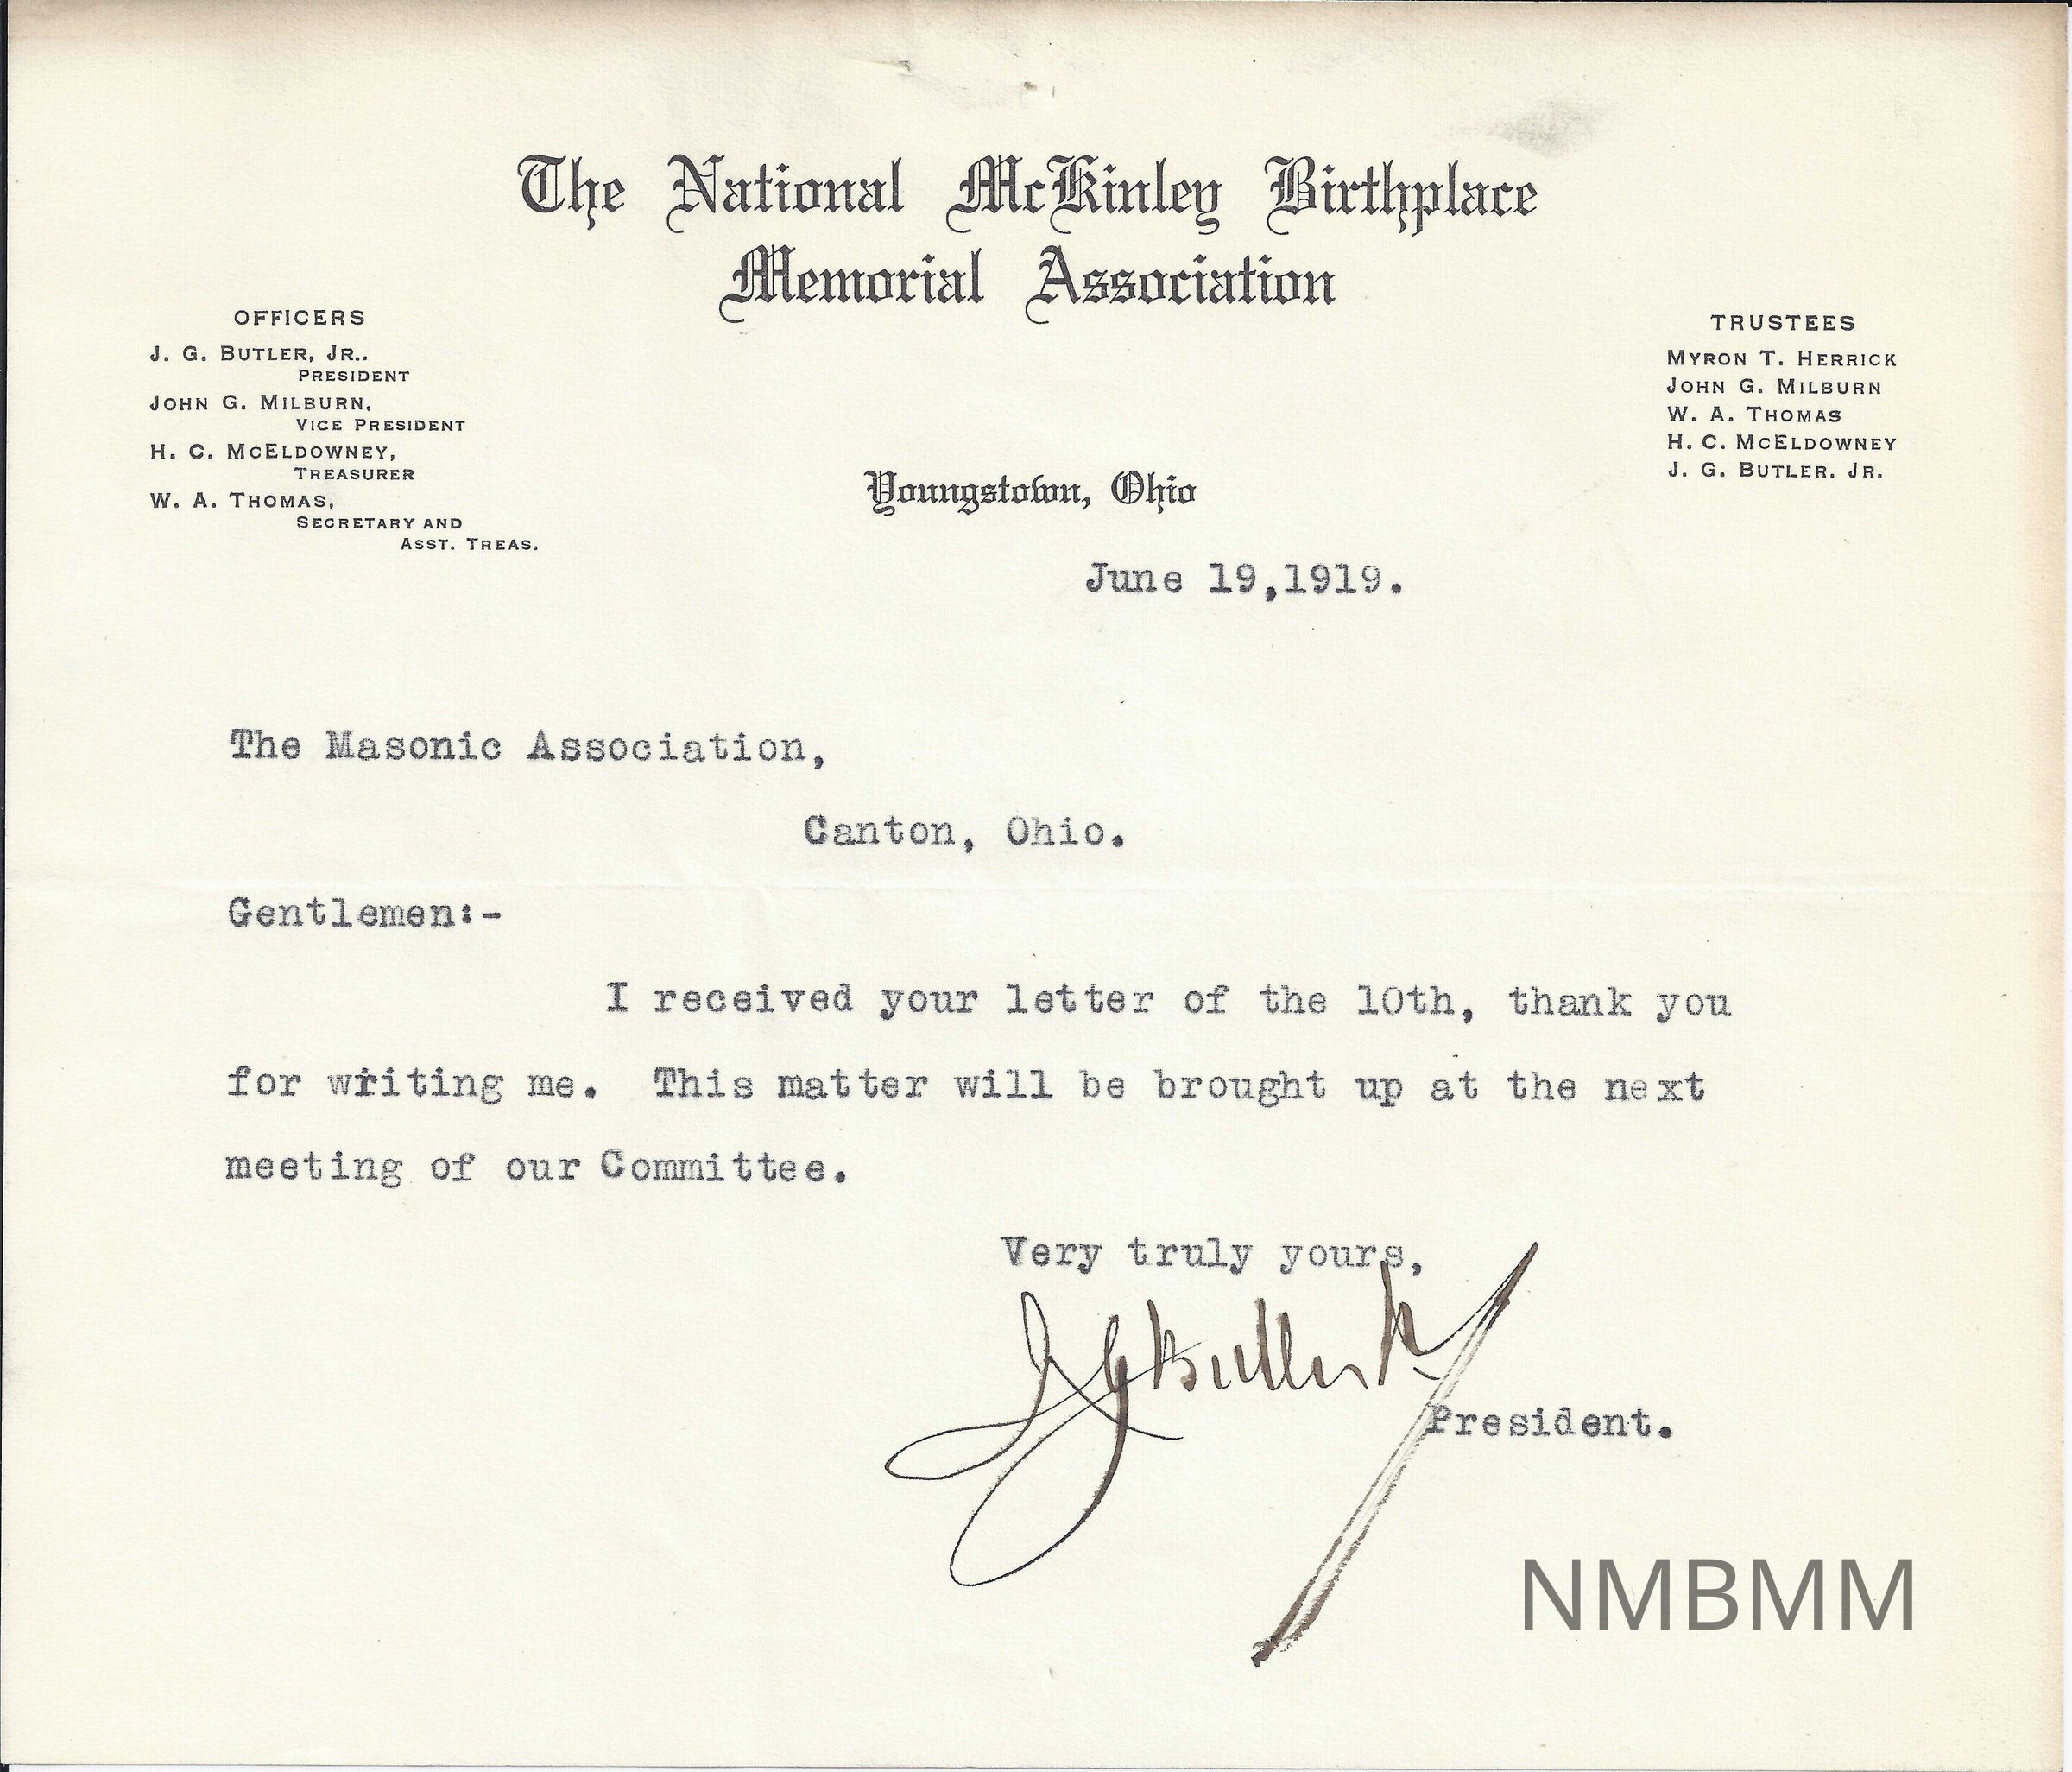 The National McKinley Birthplace
Memorial Association
OFFICERS
J. G. BUTLER, JR..
PRESIDENT
JOHN G. MILBURN,
VICE PRESIDENT
H. C. MCELDOWNEY,
TREASURER
W. A. THOMAS,
SECRETARY AND
ASST. TREAS.
TRUSTEES
MYRON T. HERRICK
JOHN G. MILBURN
W. A. THOMAS
H. C. MCELDOWNEY
J. G. BUTLER. JR.
Youngstown, Ohio
June 19,1919.
The Masonic Association,
Canton, Ohio.
Gentlemen:-
I received your letter of the 10th, thank you
for writing me. This matter will be brought up at the next
meeting of our Committee.
Very truly yours,
J G Butler Jr
President.
NMBMM